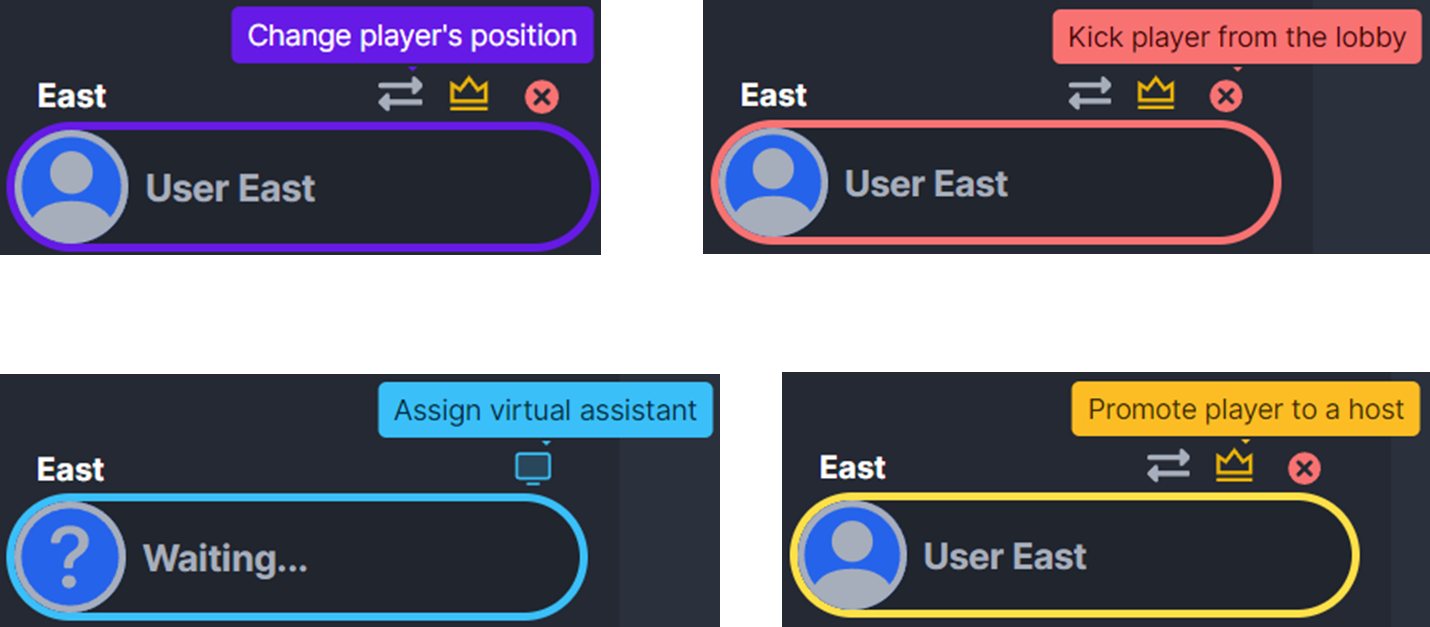 Change player's position
East
User East
Kick player from the lobby
East
User East
Assign virtual assistant
East
?
Waiting...
Promote player to a host
East
User East